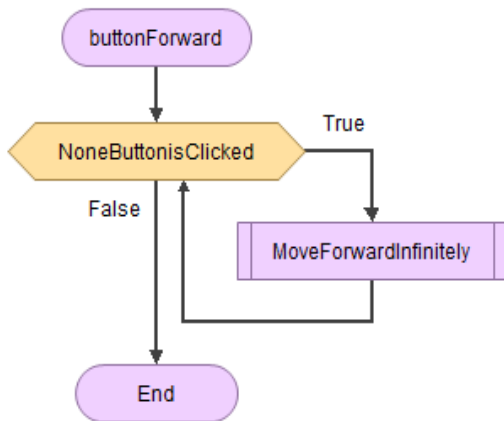 buttonForward
True
NoneButtonisClicked
False
MoveForwardInfinitely
End